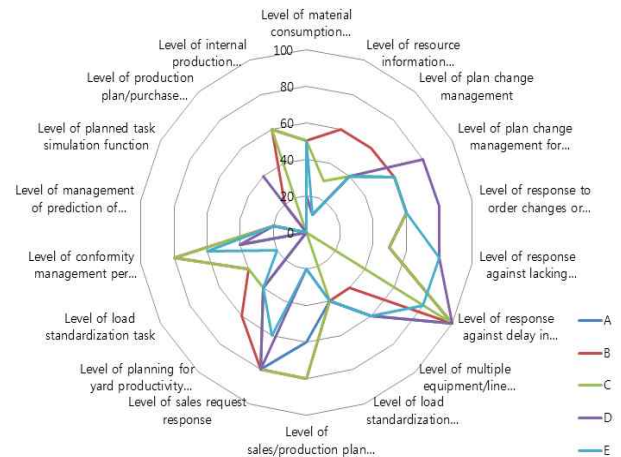 Level of material
consumption...
Level of resource
information...
Level of plan change
management
Level of plan change
management for...
Level of response to
order changes or...
Level of response
against lacking...
Level of response
against delay in...
Level of multiple
equipment/line...
Level of load
standardization...
Level of
sales/production plan...
Level of sales request
response
Level of planning for
yard productivity...
Level of load
standardization task
Level of conformity
management per...
Level of management
of prediction of...
Level of planned task
simulation function
Level of production
plan/purchase...
Level of internal
production...
100
80
60
40
20
0
A
B
C
D
E